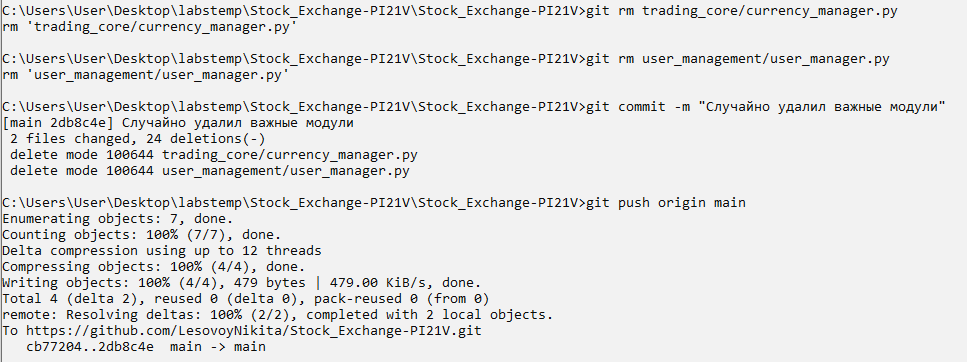 C:\Users\User\Desktop\labstemp\Stock_Exchange-PI21V\Stock_Exchange-PI21V>git rm trading_core/currency_manager.py
rm 'trading_core/currency_manager.py'
C:\Users\User\Desktop\labstemp\Stock_Exchange-PI21V\Stock_Exchange-PI21V>git rm user_management/user_manager.py
rm 'user_management/user_manager.py'
C:\Users\User\Desktop\labstemp\Stock_Exchange-PI21V\Stock_Exchange-PI21V>git commit -m "Случайно удалил важные модули"
[main 2db8c4e] Случайно удалил важные модули
 2 files changed, 24 deletions(-)
 delete mode 100644 trading_core/currency_manager.py
 delete mode 100644 user_management/user_manager.py
C:\Users\User\Desktop\labstemp\Stock_Exchange-PI21V\Stock_Exchange-PI21V>git push origin main
Enumerating objects: 7, done.
Counting objects: 100% (7/7), done.
Delta compression using up to 12 threads
Compressing objects: 100% (4/4), done.
Writing objects: 100% (4/4), 479 bytes | 479.00 KiB/s, done.
Total 4 (delta 2), reused 0 (delta 0), pack-reused 0 (from 0)
remote: Resolving deltas: 100% (2/2), completed with 2 local objects.
To https://github.com/LesovoyNikita/Stock_Exchange-PI21V.git
   cb77204..2db8c4e  main -> main